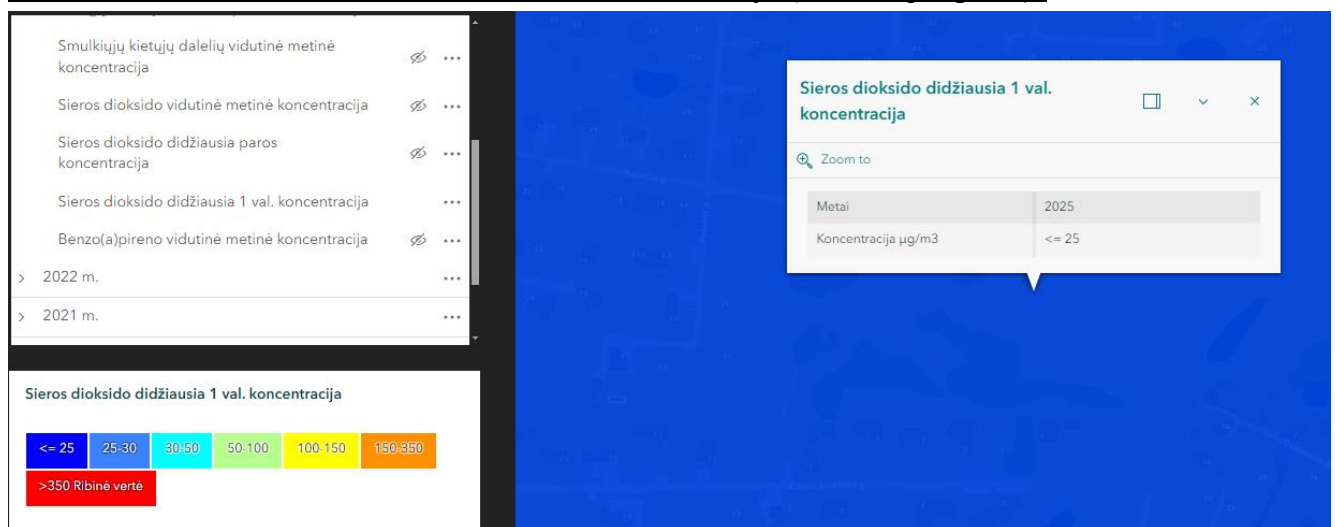 Smulkiųjų kietųjų dalelių vidutinė metinė
koncentracija
Sieros dioksido vidutinė metinė koncentracija
Sieros dioksido didžiausia paros
koncentracija
Sieros dioksido didžiausia 1 val. koncentracija
Benzo(a)pireno vidutinė metinė koncentracija
2022 m.
2021 m.
Sieros dioksido didžiausia 1 val. koncentracija
<= 25 25-30 30-50 50-100 100-150 150-350
>350 Ribinė vertė
Sieros dioksido didžiausia 1 val.
koncentracija
Zoom to
Metai 2025
Koncentracija µg/m3 <= 25